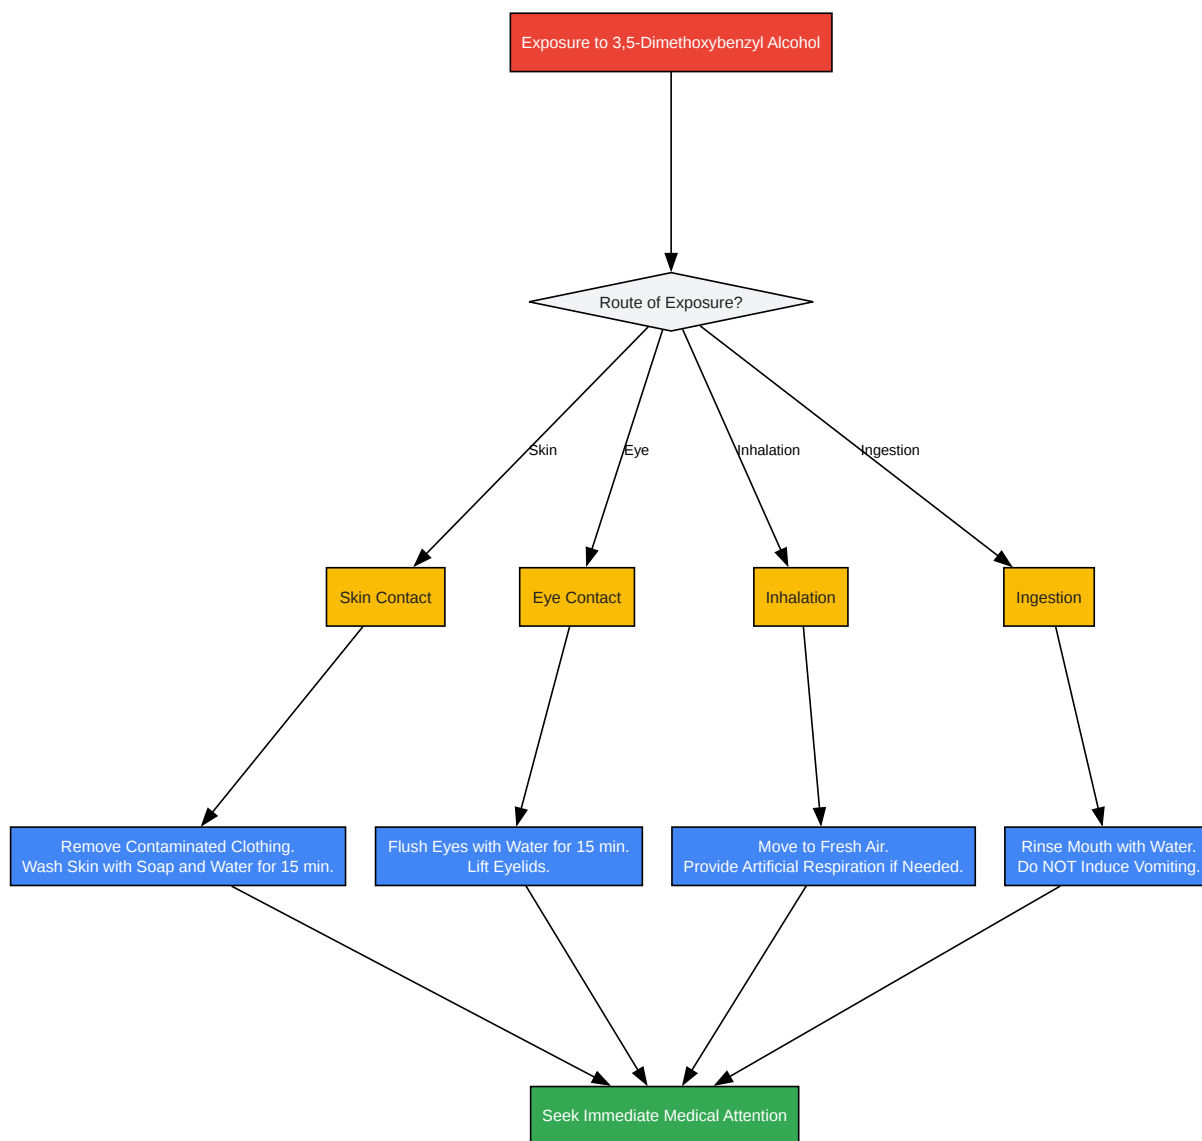 Exposure to 3,5-Dimethoxybenzyl Alcohol
Route of Exposure?
Skin
Eye
Inhalation
Ingestion
Skin Contact
Eye Contact
Inhalation
Ingestion
Remove Contaminated Clothing.
Wash Skin with Soap and Water for 15 min.
Flush Eyes with Water for 15 min.
Lift Eyelids.
Move to Fresh Air.
Provide Artificial Respiration if Needed.
Rinse Mouth with Water.
Do NOT Induce Vomiting.
Seek Immediate Medical Attention